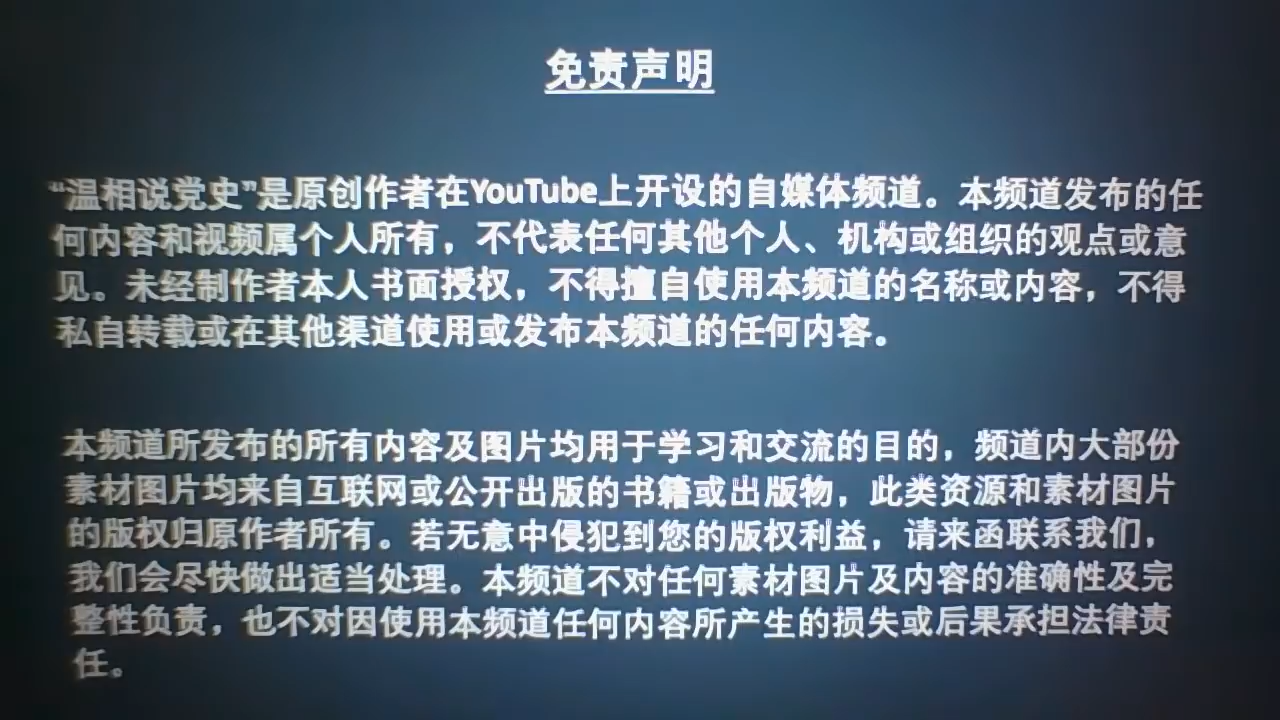 免责声明
“温相说党史”是原创作者在YouTube上开设的自媒体频道。本频道发布的任
何内容和视频属个人所有，不代表任何其他个人、机构或组织的观点或意
见。未经制作者本人书面授权，不得擅自使用本频道的名称或内容，不得
私自转载或在其他渠道使用或发布本频道的任何内容。
本频道所发布的所有内容及图片均用于学习和交流的目的，频道内大部份
素材图片均来自互联网或公开出版的书籍或出版物，此类资源和素材图片
的版权归原作者所有。若无意中侵犯到您的版权利益，请来函联系我们，
我们会尽快做出适当处理。本频道不对任何素材图片及内容的准确性及完
整性负责，也不对因使用本频道任何内容所产生的损失或后果承担法律责
任。